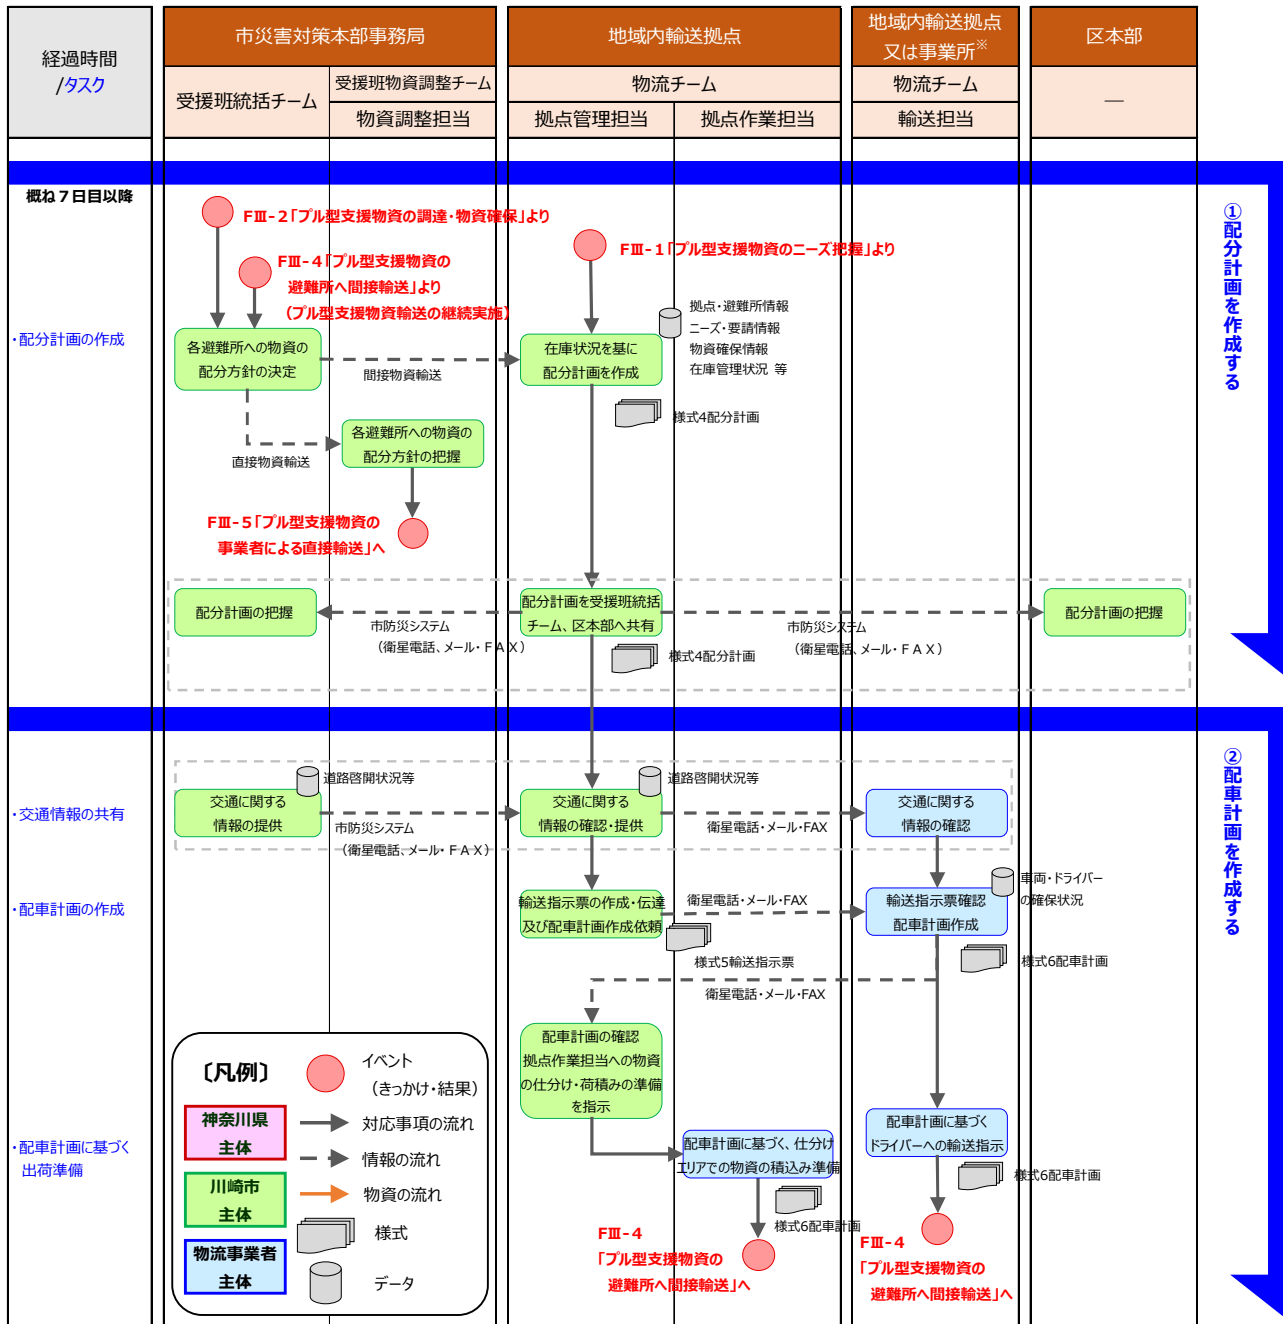 経過時間
/タスク
市災害対策本部事務局
受援班統括チーム
受援班物資調整チーム
物資調整担当
地域内輸送拠点
物流チーム
拠点管理担当
拠点作業担当
地域内輸送拠点
又は事業所※
物流チーム
輸送担当
区本部
―
概ね7日目以降
①配分計画を作成する
FⅢ-2「プル型支援物資の調達・物資確保」より
FⅢ-4「プル型支援物資の
避難所へ間接輸送」より
(プル型支援物資輸送の継続実施)
FⅢ-1「プル型支援物資のニーズ把握」より
・配分計画の作成
各避難所への物資の
配分方針の決定
間接物資輸送
在庫状況を基に
配分計画を作成
拠点・避難所情報
ニーズ・要請情報
物資確保情報
在庫管理状況 等
様式4配分計画
直接物資輸送
各避難所への物資の
配分方針の把握
FⅢ-5「プル型支援物資の
事業者による直接輸送」へ
配分計画の把握
市防災システム
(衛星電話、メール・FAX)
配分計画を受援班統括
チーム、区本部へ共有
様式4配分計画
市防災システム
(衛星電話、メール・FAX)
配分計画の把握
②配車計画を作成する
・交通情報の共有
道路啓開状況等
交通に関する
情報の提供
市防災システム
(衛星電話、メール・FAX)
道路啓開状況等
交通に関する
情報の確認・提供
衛星電話・メール・FAX
交通に関する
情報の確認
・配車計画の作成
輸送指示票の作成・伝達
及び配車計画作成依頼
衛星電話・メール・FAX
様式5輸送指示票
車両・ドライバー
の確保状況
輸送指示票確認
配車計画作成
様式6配車計画
衛星電話・メール・FAX
配車計画の確認
拠点作業担当への物資
の仕分け・荷積みの準備
を指示
・配車計画に基づく
出荷準備
配車計画に基づく、仕分け
エリアでの物資の積込み準備
様式6配車計画
FⅢ-4
「プル型支援物資の
避難所へ間接輸送」へ
配車計画に基づく
ドライバーへの輸送指示
様式6配車計画
FⅢ-4
「プル型支援物資の
避難所へ間接輸送」へ
〔凡例〕
イベント
(きっかけ・結果)
神奈川県
主体
対応事項の流れ
情報の流れ
川崎市
主体
物資の流れ
様式
物流事業者
主体
データ